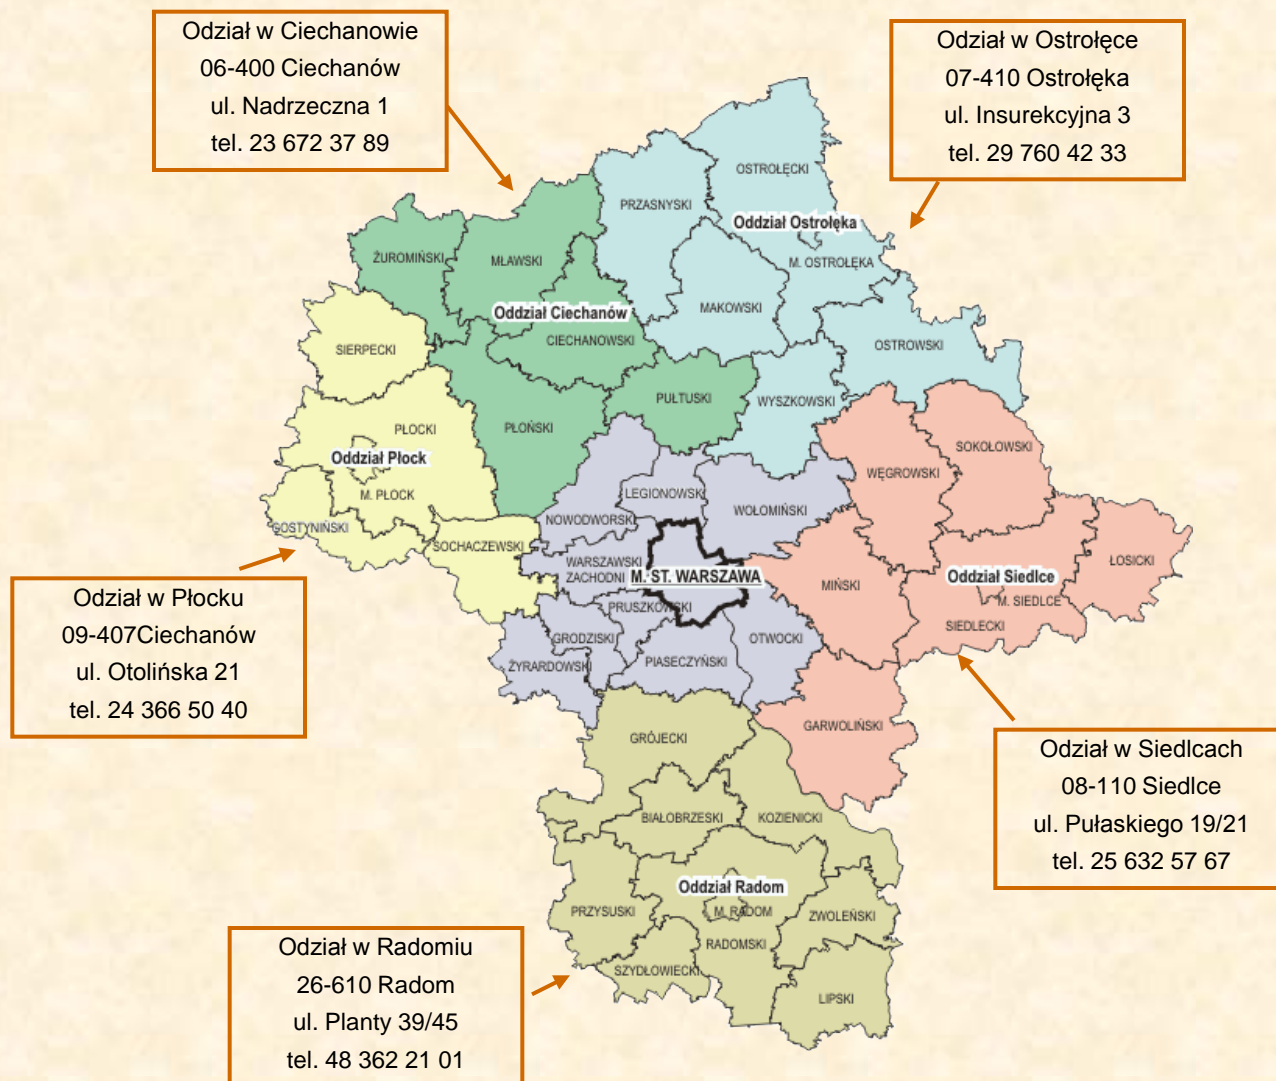 Odział w Ciechanowie
06-400 Ciechanów
ul. Nadrzeczna 1
tel. 23 672 37 89
Odział w Ostrołęce
07-410 Ostrołęka
ul. Insurekcyjna 3
tel. 29 760 42 33
OSTROŁĘCKI
PRZASNYSKI
Oddział Ostrołęka
ŻUROMIŃSKI
MŁAWSKI
M. OSTROŁĘKA
Oddział Ciechanów
MAKOWSKI
CIECHANOWSKI
OSTROWSKI
SIERPECKI
PUŁTUSKI
WYSZKOWSKI
PŁOCKI
PŁOŃSKI
SOKOŁOWSKI
Oddział Płock
WĘGROWSKI
M. PŁOCK
LEGIONOWSKI
WOŁOMIŃSKI
GOSTYNIŃSKI
NOWODWORSKI
SOCHACZEWSKI
WARSZAWSKI
ZACHODNI
M. ST. WARSZAWA
MIŃSKI
Oddział Siedlce
ŁOSICKI
M. SIEDLCE
PRUSZKOWSKI
SIEDLECKI
GRODZISKI
OTWOCKI
ŻYRARDOWSKI
PIASECZYŃSKI
Odział w Płocku
09-407Ciechanów
ul. Otolińska 21
tel. 24 366 50 40
GARWOLIŃSKI
GRÓJECKI
Odział w Siedlcach
08-110 Siedlce
ul. Pułaskiego 19/21
tel. 25 632 57 67
BIAŁOBRZESKI
KOZIENICKI
Oddział Radom
PRZYSUSKI
M. RADOM
ZWOLEŃSKI
RADOMSKI
SZYDŁOWIECKI
LIPSKI
Odział w Radomiu
26-610 Radom
ul. Planty 39/45
tel. 48 362 21 01